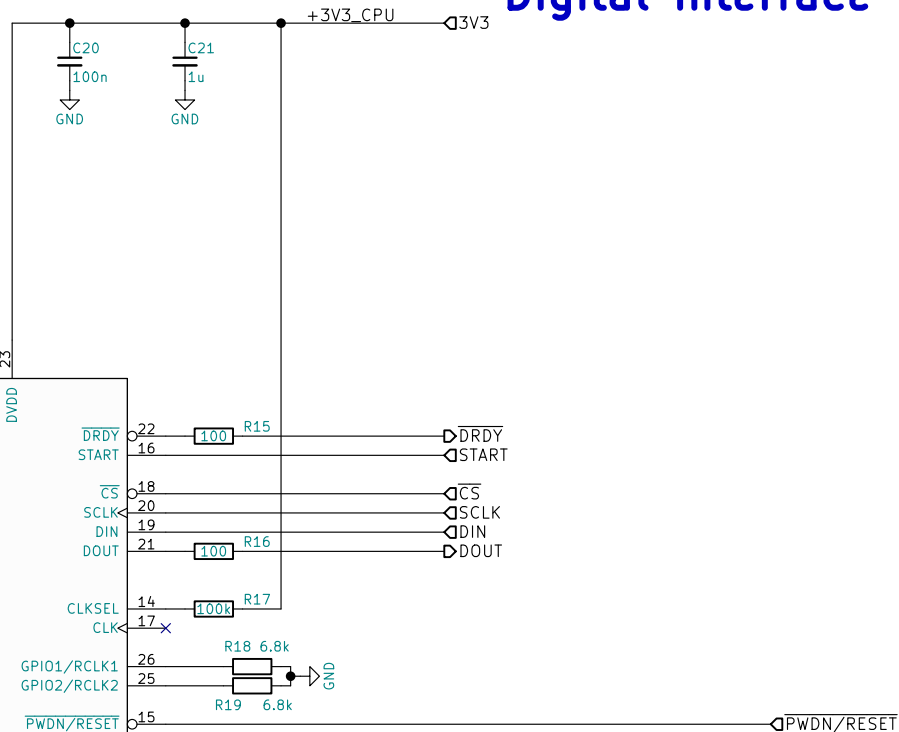 Digital Interface
+3V3_CPU
3V3
C20
100n
GND
C21
1u
GND
23
DVDD
DRDY 22 100 R15 DRDY
START 16 START
CS 18 CS
SCLK 20 SCLK
DIN 19 DIN
DOUT 21 100 R16 DOUT
CLKSEL 14 100k R17
CLK 17
R18 6.8k
GPIO1/RCLK1 26
GND
GPIO2/RCLK2 25
R19 6.8k
PWDN/RESET 15 PWDN/RESET